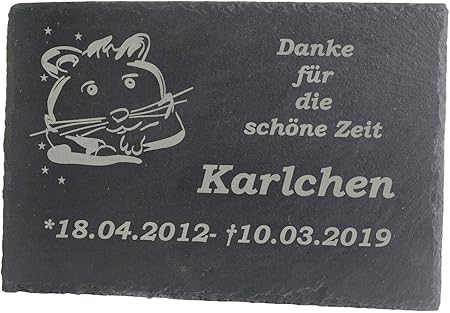 Danke
für
die
schöne Zeit
Karlchen
*18.04.2012- †10.03.2019